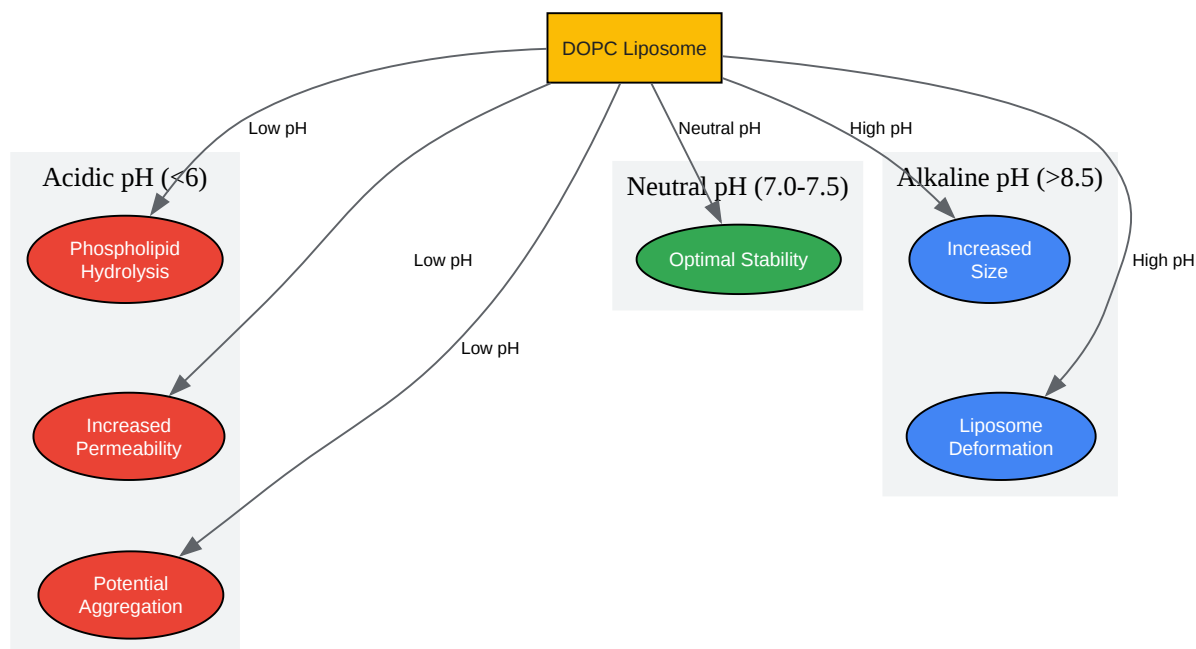 DOPC Liposome
Low pH
Neutral pH
High pH
Acidic pH (<6)
Neutral pH (7.0-7.5)
Alkaline pH (>8.5)
Phospholipid
Hydrolysis
Optimal Stability
Increased
Size
Low pH
High pH
Low pH
Increased
Permeability
Liposome
Deformation
Potential
Aggregation